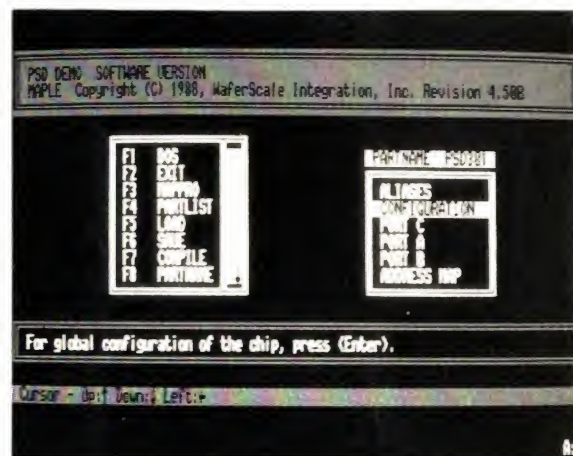 PSD DEMO SOFTWARE VERSION
MAPLE Copyright (C) 1988, WaferScale Integration, Inc. Revision 4.50B
F1 DOS
F2 EXIT
F3 MAPPRO
F4 PARTLIST
F5 LOAD
F6 SAVE
F7 COMPILE
F8 PARTNAME
PARTNAME PSD301
ALIASES
CONFIGURATION
PORT C
PORT A
PORT B
ADDRESS MAP
For global configuration of the chip, press (Enter).
Cursor - Up:↑ Down:↓ Left:←